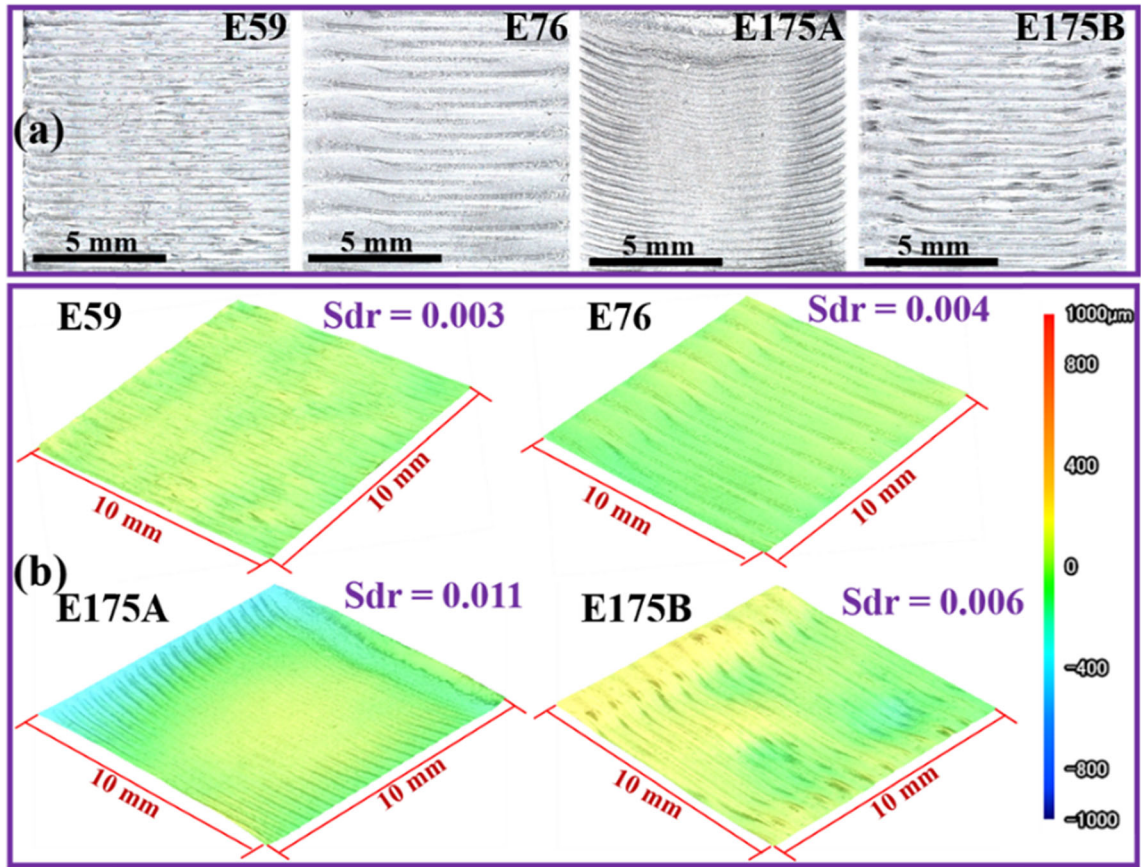 E59
E76
E175A
E175B
(a)
5 mm
5 mm
5 mm
5 mm
E59
Sdr = 0.003
E76
Sdr = 0.004
10 mm
10 mm
10 mm
10 mm
(b)
E175A
Sdr = 0.011
E175B
Sdr = 0.006
10 mm
10 mm
10 mm
10 mm
1000µm
800
400
0
−400
−800
−1000